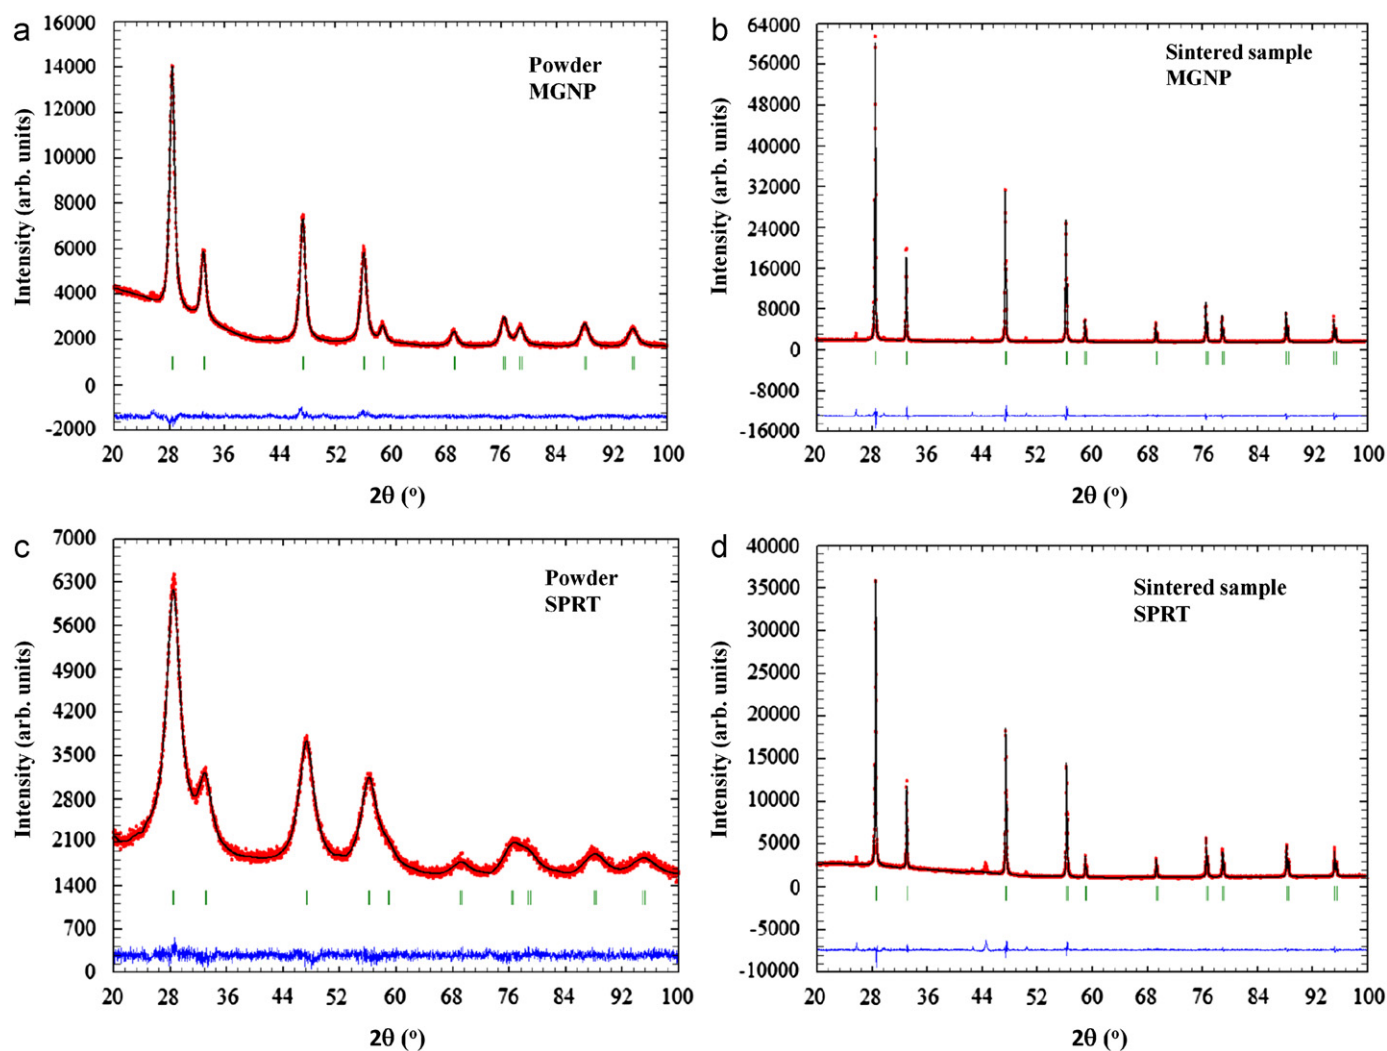 a
16000
14000
12000
10000
8000
6000
4000
2000
0
-2000
Intensity (arb. units)
Powder
MGNP
20 28 36 44 52 60 68 76 84 92 100
2θ (o)
b
64000
56000
48000
40000
32000
24000
16000
8000
0
-8000
-16000
Intensity (arb. units)
Sintered sample
MGNP
20 28 36 44 52 60 68 76 84 92 100
2θ (o)
c
7000
6300
5600
4900
4200
3500
2800
2100
1400
700
0
Intensity (arb. units)
Powder
SPRT
20 28 36 44 52 60 68 76 84 92 100
2θ (o)
d
40000
35000
30000
25000
20000
15000
10000
5000
0
-5000
-10000
Intensity (arb. units)
Sintered sample
SPRT
20 28 36 44 52 60 68 76 84 92 100
2θ (o)